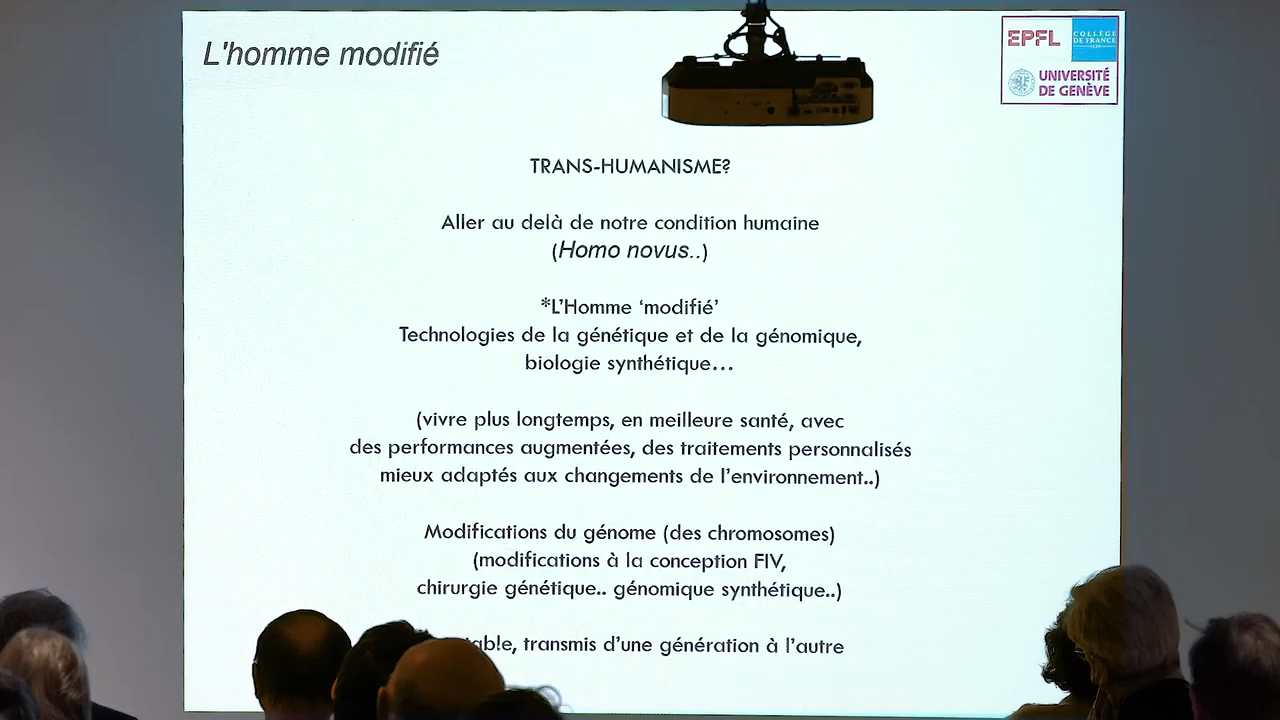 L'homme modifié
EPFL
COLLÈGE
DE FRANCE
1530
UNIVERSITÉ
DE GENÈVE
TRANS-HUMANISME?
Aller au delà de notre condition humaine
(Homo novus..)
*L'Homme ‘modifié’
Technologies de la génétique et de la génomique,
biologie synthétique...
(vivre plus longtemps, en meilleure santé, avec
des performances augmentées, des traitements personnalisés
mieux adaptés aux changements de l'environnement..)
Modifications du génome (des chromosomes)
(modifications à la conception FIV,
chirurgie génétique.. génomique synthétique..)
transmis d'une génération à l'autre